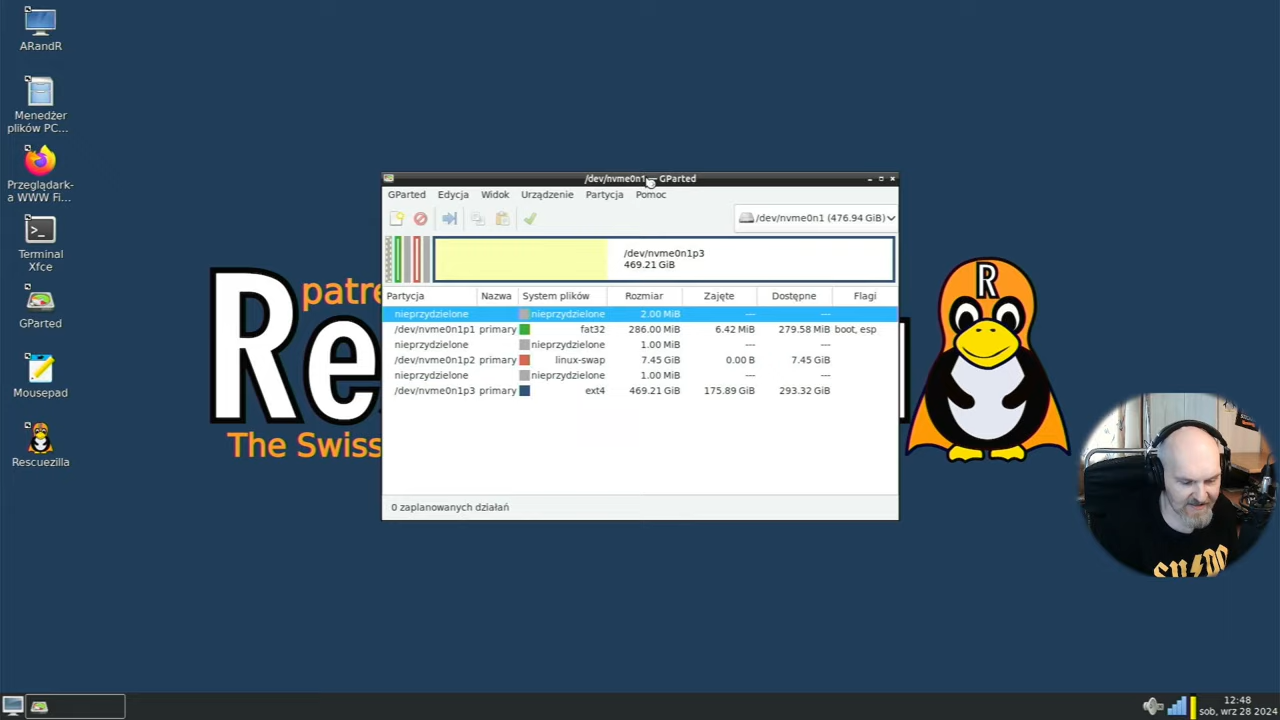 ARandR
Menedżer
plików PC...
Przeglądark-
a WWW Fi...
Terminal
Xfce
GParted
Mousepad
Rescuezilla
patre
Re
The Swiss
R
/dev/nvme0n1 — GParted
GParted Edycja Widok Urządzenie Partycja Pomoc
/dev/nvme0n1 (476.94 GiB)
/dev/nvme0n1p3
469.21 GiB
Partycja Nazwa System plików Rozmiar Zajęte Dostępne Flagi
nieprzydzielone nieprzydzielone 2.00 MiB --- ---
/dev/nvme0n1p1 primary fat32 286.00 MiB 6.42 MiB 279.58 MiB boot, esp
nieprzydzielone nieprzydzielone 1.00 MiB --- ---
/dev/nvme0n1p2 primary linux-swap 7.45 GiB 0.00 B 7.45 GiB
nieprzydzielone nieprzydzielone 1.00 MiB --- ---
/dev/nvme0n1p3 primary ext4 469.21 GiB 175.89 GiB 293.32 GiB
0 zaplanowanych działań
12:48
sob, wrz 28 2024